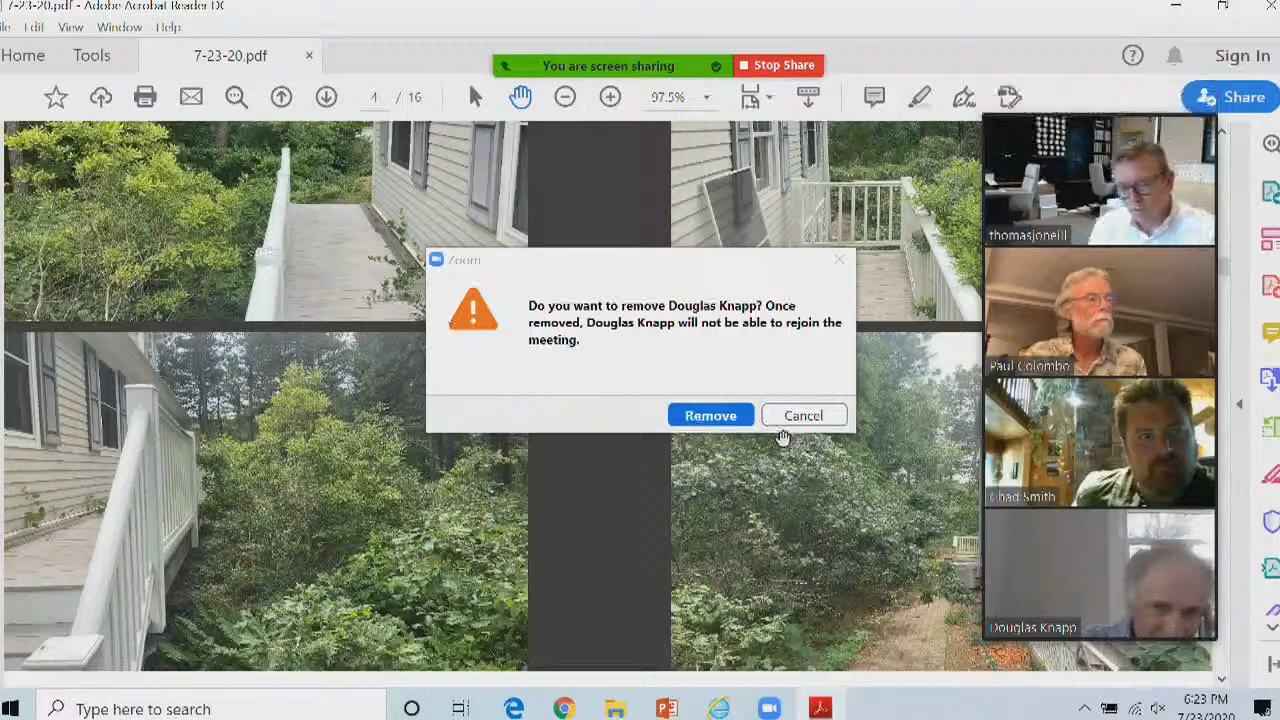 7-23-20.pdf - Adobe Acrobat Reader DC
Edit View Window Help
Home Tools 7-23-20.pdf × Sign In
You are screen sharing Stop Share
4 / 16 97.5% Share
thomasjoneill
Zoom
Do you want to remove Douglas Knapp? Once
removed, Douglas Knapp will not be able to rejoin the
meeting.
Paul Colombo
Remove Cancel
Chad Smith
Douglas Knapp
Type here to search
6:23 PM
7/23/2020